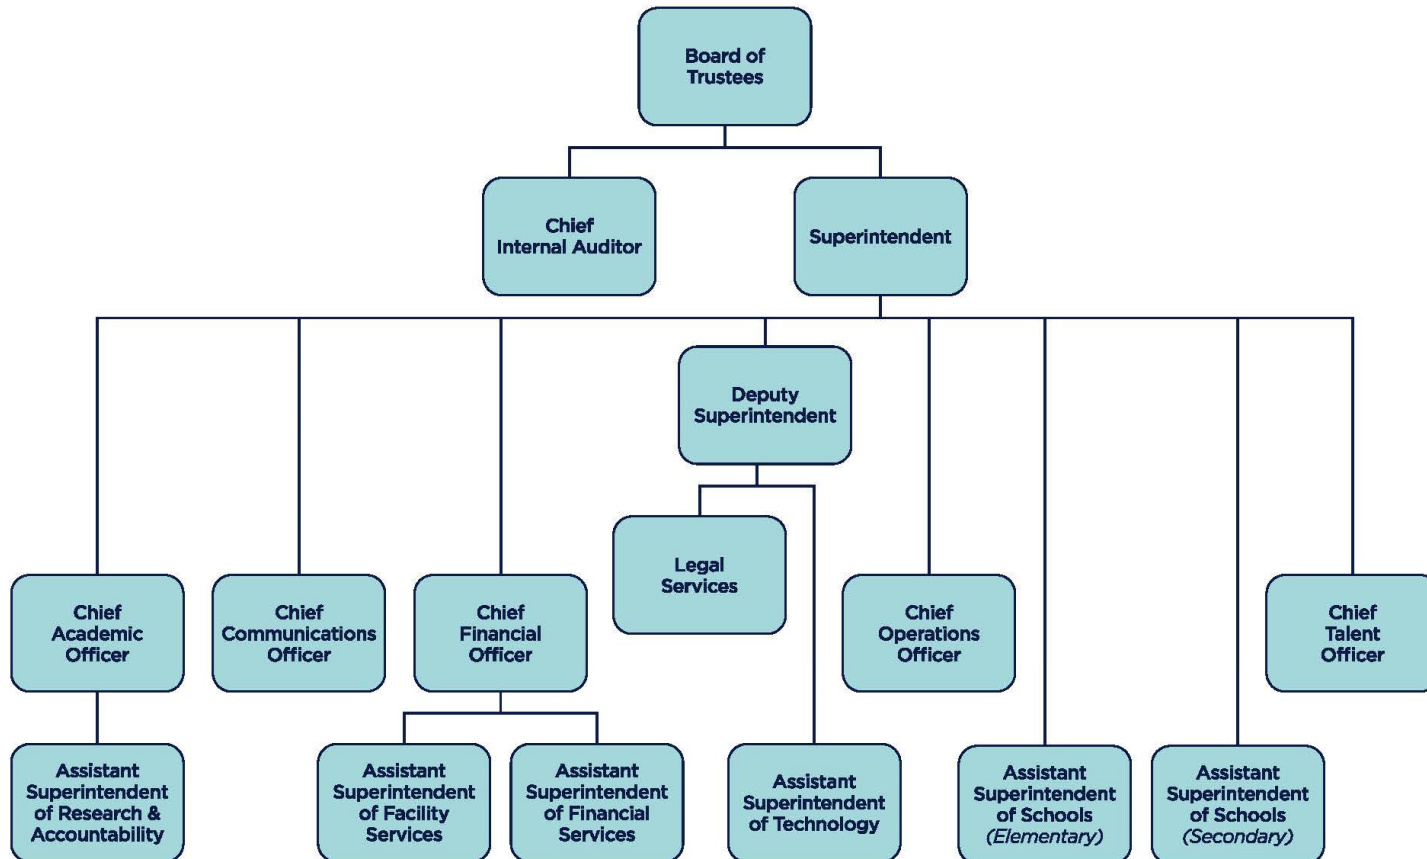 Board of
Trustees
Chief
Internal Auditor
Superintendent
Deputy
Superintendent
Legal
Services
Chief
Academic
Officer
Chief
Communications
Officer
Chief
Financial
Officer
Chief
Operations
Officer
Chief
Talent
Officer
Assistant
Superintendent
of Research &
Accountability
Assistant
Superintendent
of Facility
Services
Assistant
Superintendent
of Financial
Services
Assistant
Superintendent
of Technology
Assistant
Superintendent
of Schools
(Elementary)
Assistant
Superintendent
of Schools
(Secondary)